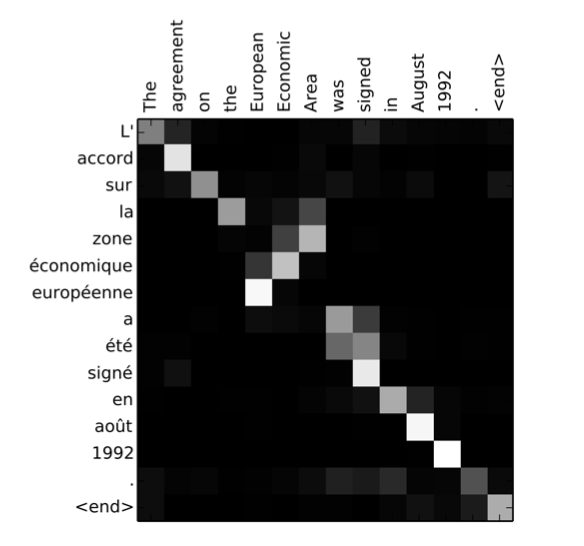 The agreement on the European Economic Area was signed in August 1992 . <end>
L'
accord
sur
la
zone
économique
européenne
a
été
signé
en
août
1992
.
<end>